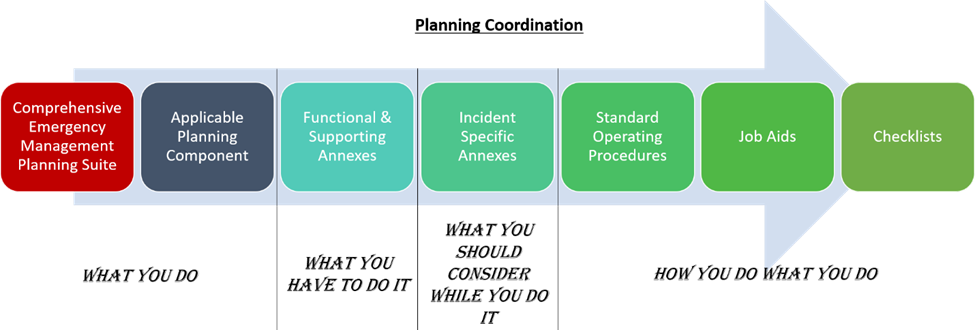 Planning Coordination
Comprehensive
Emergency
Management
Planning Suite
Applicable
Planning
Component
Functional &
Supporting
Annexes
Incident
Specific
Annexes
Standard
Operating
Procedures
Job Aids
Checklists
WHAT YOU DO
WHAT YOU
HAVE TO DO IT
WHAT YOU
SHOULD
CONSIDER
WHILE YOU DO
IT
HOW YOU DO WHAT YOU DO